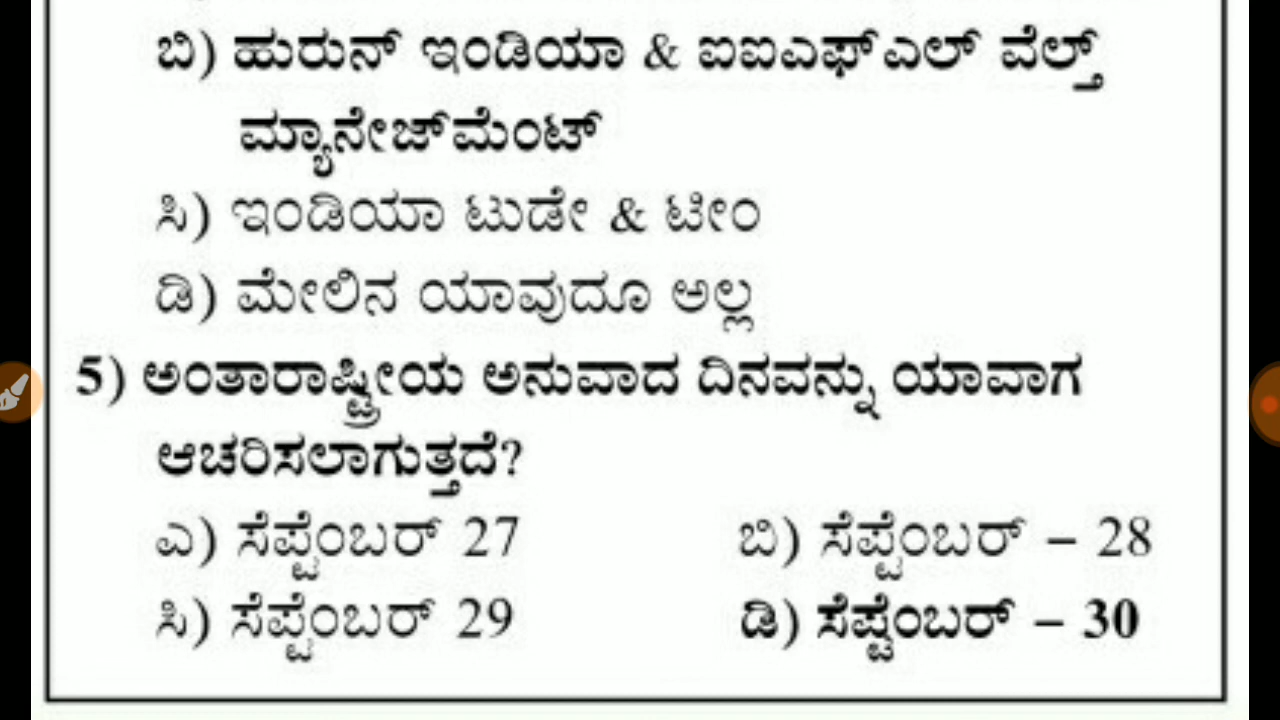 ಬಿ) ಹುರುನ್ ಇಂಡಿಯಾ & ಐಐಎಫ್ಎಲ್ ವೆಲ್ತ್
ಮ್ಯಾನೇಜ್‌ಮೆಂಟ್
ಸಿ) ಇಂಡಿಯಾ ಟುಡೇ & ಟೀಂ
ಡಿ) ಮೇಲಿನ ಯಾವುದೂ ಅಲ್ಲ
5) ಅಂತಾರಾಷ್ಟ್ರೀಯ ಅನುವಾದ ದಿನವನ್ನು ಯಾವಾಗ
ಆಚರಿಸಲಾಗುತ್ತದೆ?
ಎ) ಸೆಪ್ಟೆಂಬರ್ 27 ಬಿ) ಸೆಪ್ಟೆಂಬರ್ – 28
ಸಿ) ಸೆಪ್ಟೆಂಬರ್ 29 ಡಿ) ಸೆಪ್ಟೆಂಬರ್ – 30